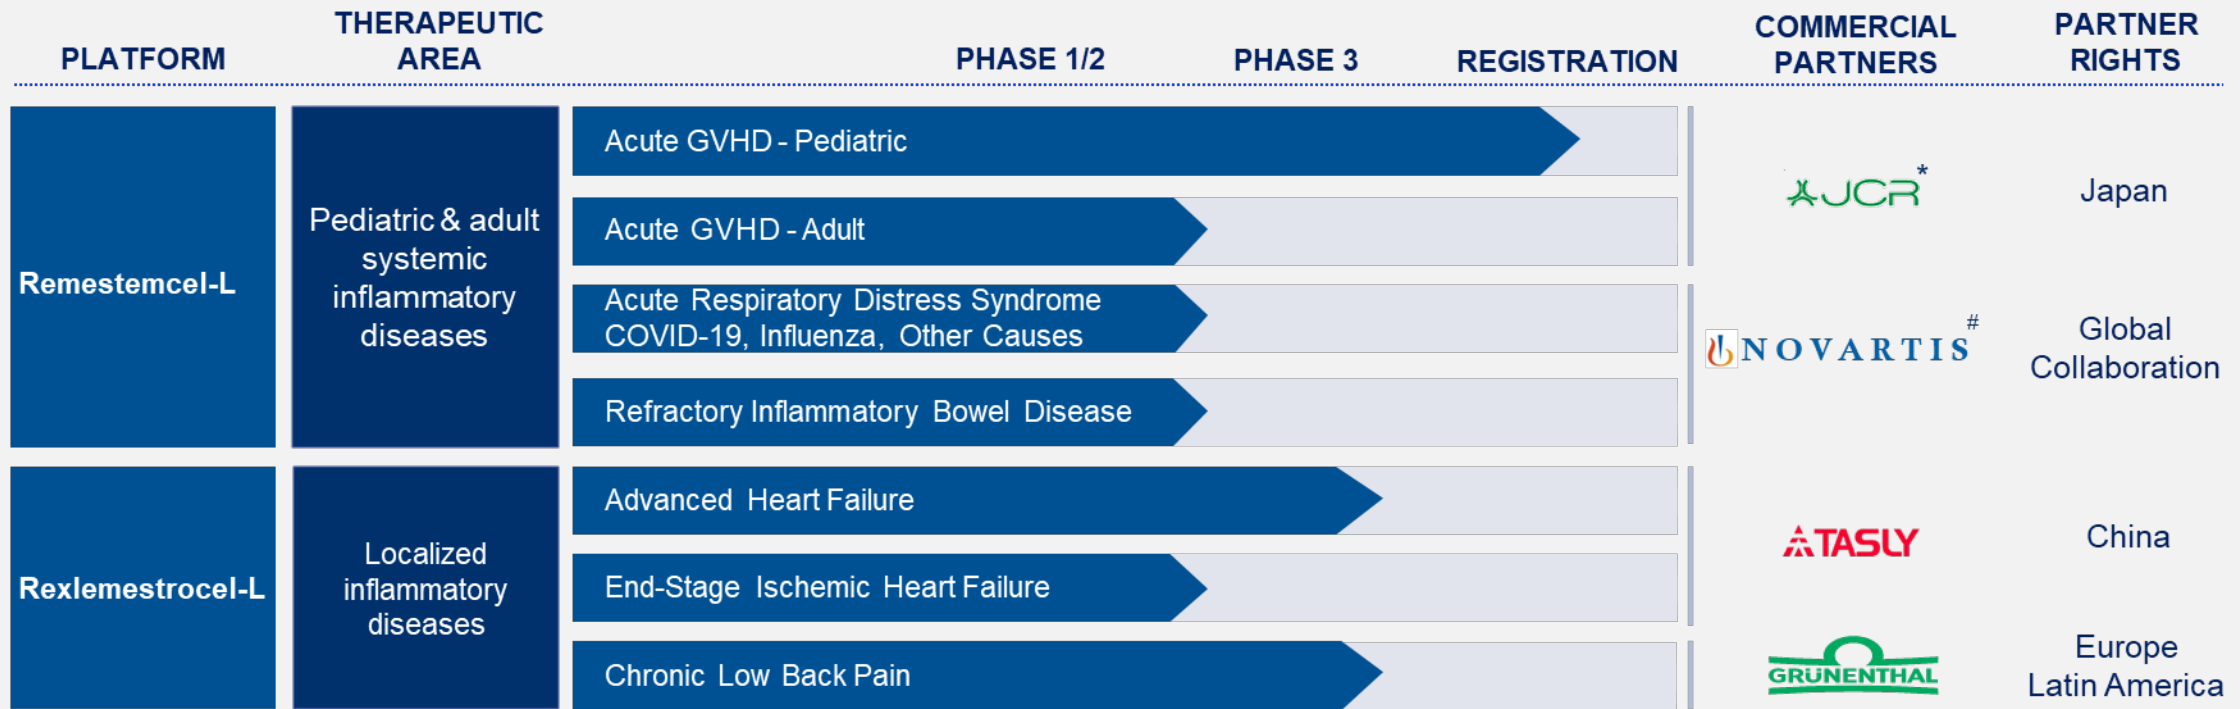 PLATFORM
THERAPEUTIC
AREA
PHASE 1/2
PHASE 3
REGISTRATION
COMMERCIAL
PARTNERS
PARTNER
RIGHTS
Remestemcel-L
Pediatric & adult
systemic
inflammatory
diseases
Acute GVHD - Pediatric
Acute GVHD - Adult
Acute Respiratory Distress Syndrome
COVID-19, Influenza, Other Causes
Refractory Inflammatory Bowel Disease
JCR*
Japan
NOVARTIS#
Global
Collaboration
Rexlemestrocel-L
Localized
inflammatory
diseases
Advanced Heart Failure
End-Stage Ischemic Heart Failure
Chronic Low Back Pain
TASLY
China
GRÜNENTHAL
Europe
Latin America